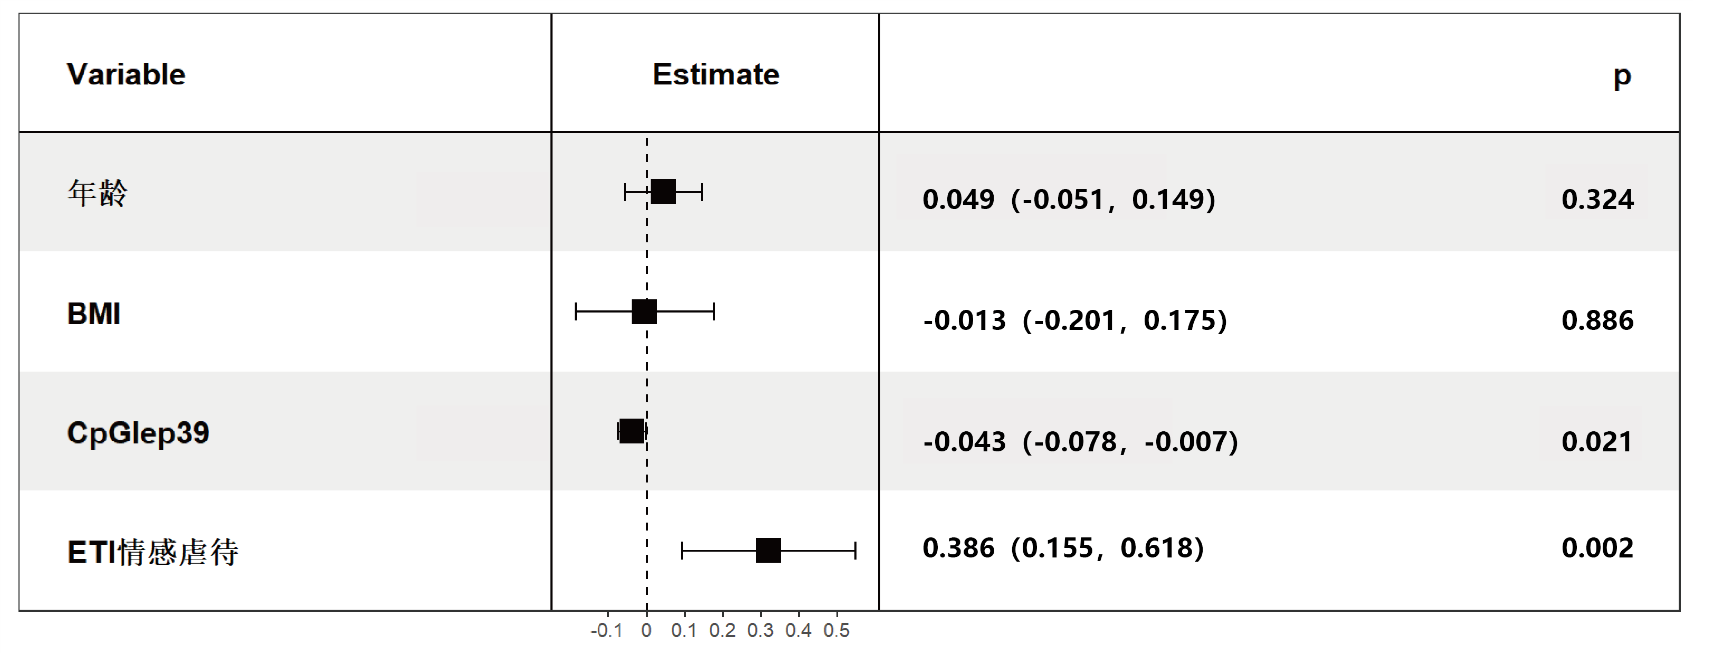 Variable Estimate p
年龄 0.049 (-0.051, 0.149) 0.324
BMI -0.013 (-0.201, 0.175) 0.886
CpGlep39 -0.043 (-0.078, -0.007) 0.021
ETI情感虐待 0.386 (0.155, 0.618) 0.002
-0.1 0 0.1 0.2 0.3 0.4 0.5